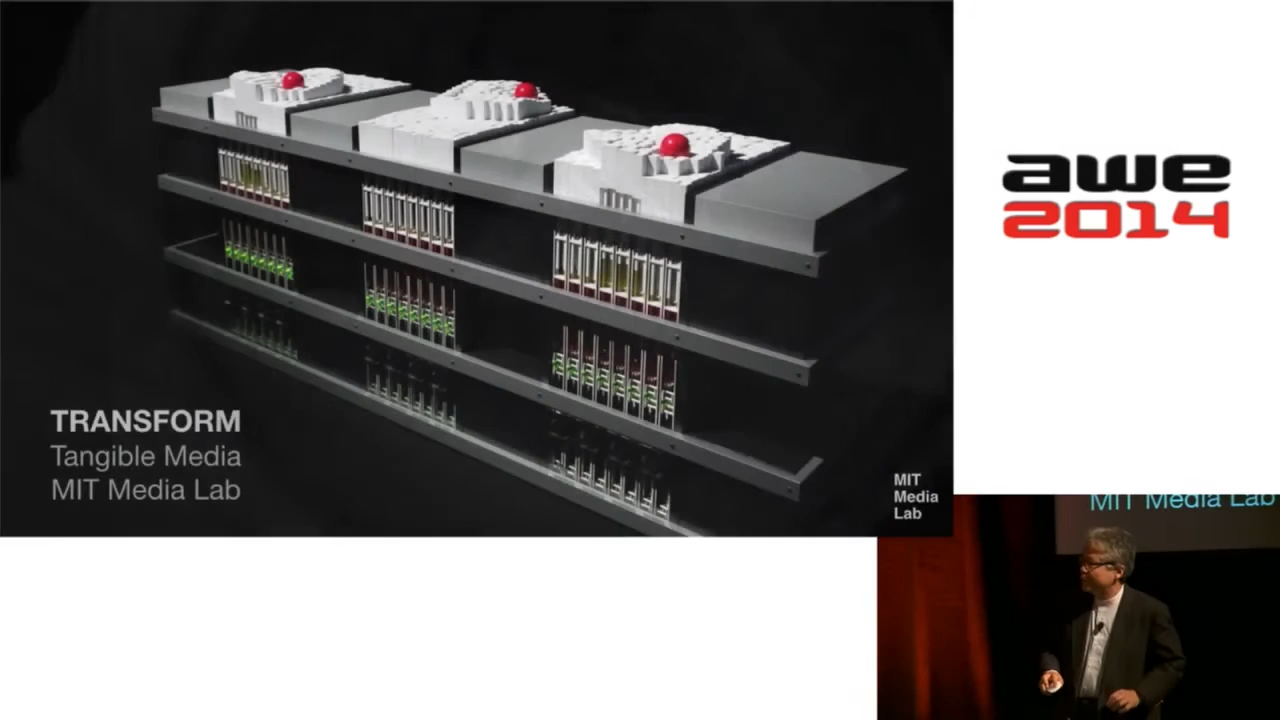 TRANSFORM
Tangible Media
MIT Media Lab
MIT
Media
Lab
awe
2014
MIT Media Lab